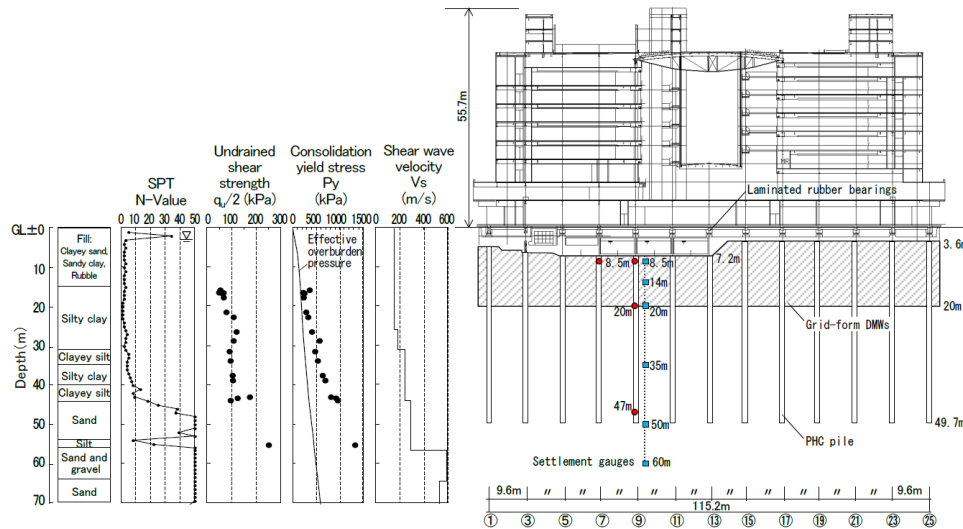 55.7m
Undrained
shear
strength
qu/2 (kPa)
Consolidation
yield stress
Py
(kPa)
Shear wave
velocity
Vs
(m/s)
SPT
N-Value
0 10 20 30 40 50
0 100 200 300
0 500 1000 1500
200 400 600
GL±0
0
10
20
30
40
50
60
70
Depth(m)
Fill:
Clayey sand,
Sandy clay,
Rubble
Silty clay
Clayey silt
Silty clay
Clayey silt
Sand
Silt
Sand and
gravel
Sand
Effective
overburden
pressure
Laminated rubber bearings
3.6m
7.2m
8.5m
8.5m
14m
20m
20m
20m
Grid-form DMWs
35m
47m
50m
49.7m
PHC pile
Settlement gauges
60m
9.6m 〃 〃 〃 〃 〃 〃 〃 〃 〃 〃 9.6m
115.2m
① ③ ⑤ ⑦ ⑨ ⑪ ⑬ ⑮ ⑰ ⑲ ㉑ ㉓ ㉕